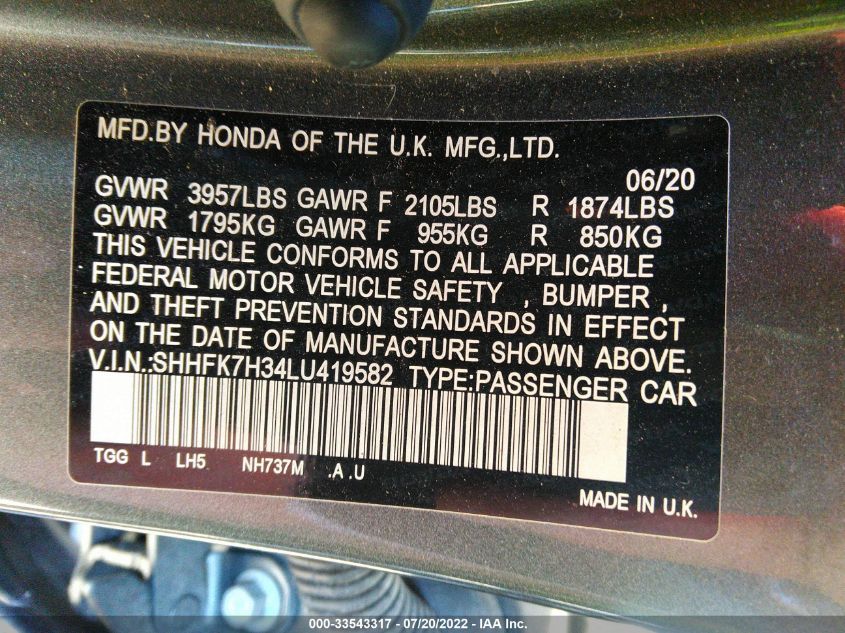 MFD.BY HONDA OF THE U.K. MFG.,LTD.
06/20
GVWR 3957LBS GAWR F 2105LBS R 1874LBS
GVWR 1795KG GAWR F 955KG R 850KG
THIS VEHICLE CONFORMS TO ALL APPLICABLE
FEDERAL MOTOR VEHICLE SAFETY , BUMPER ,
AND THEFT PREVENTION STANDARDS IN EFFECT
ON THE DATE OF MANUFACTURE SHOWN ABOVE.
V.I.N.:SHHFK7H34LU419582 TYPE:PASSENGER CAR
TGG L LH5 NH737M .A .U
MADE IN U.K.
000-33543317 - 07/20/2022 - IAA Inc.